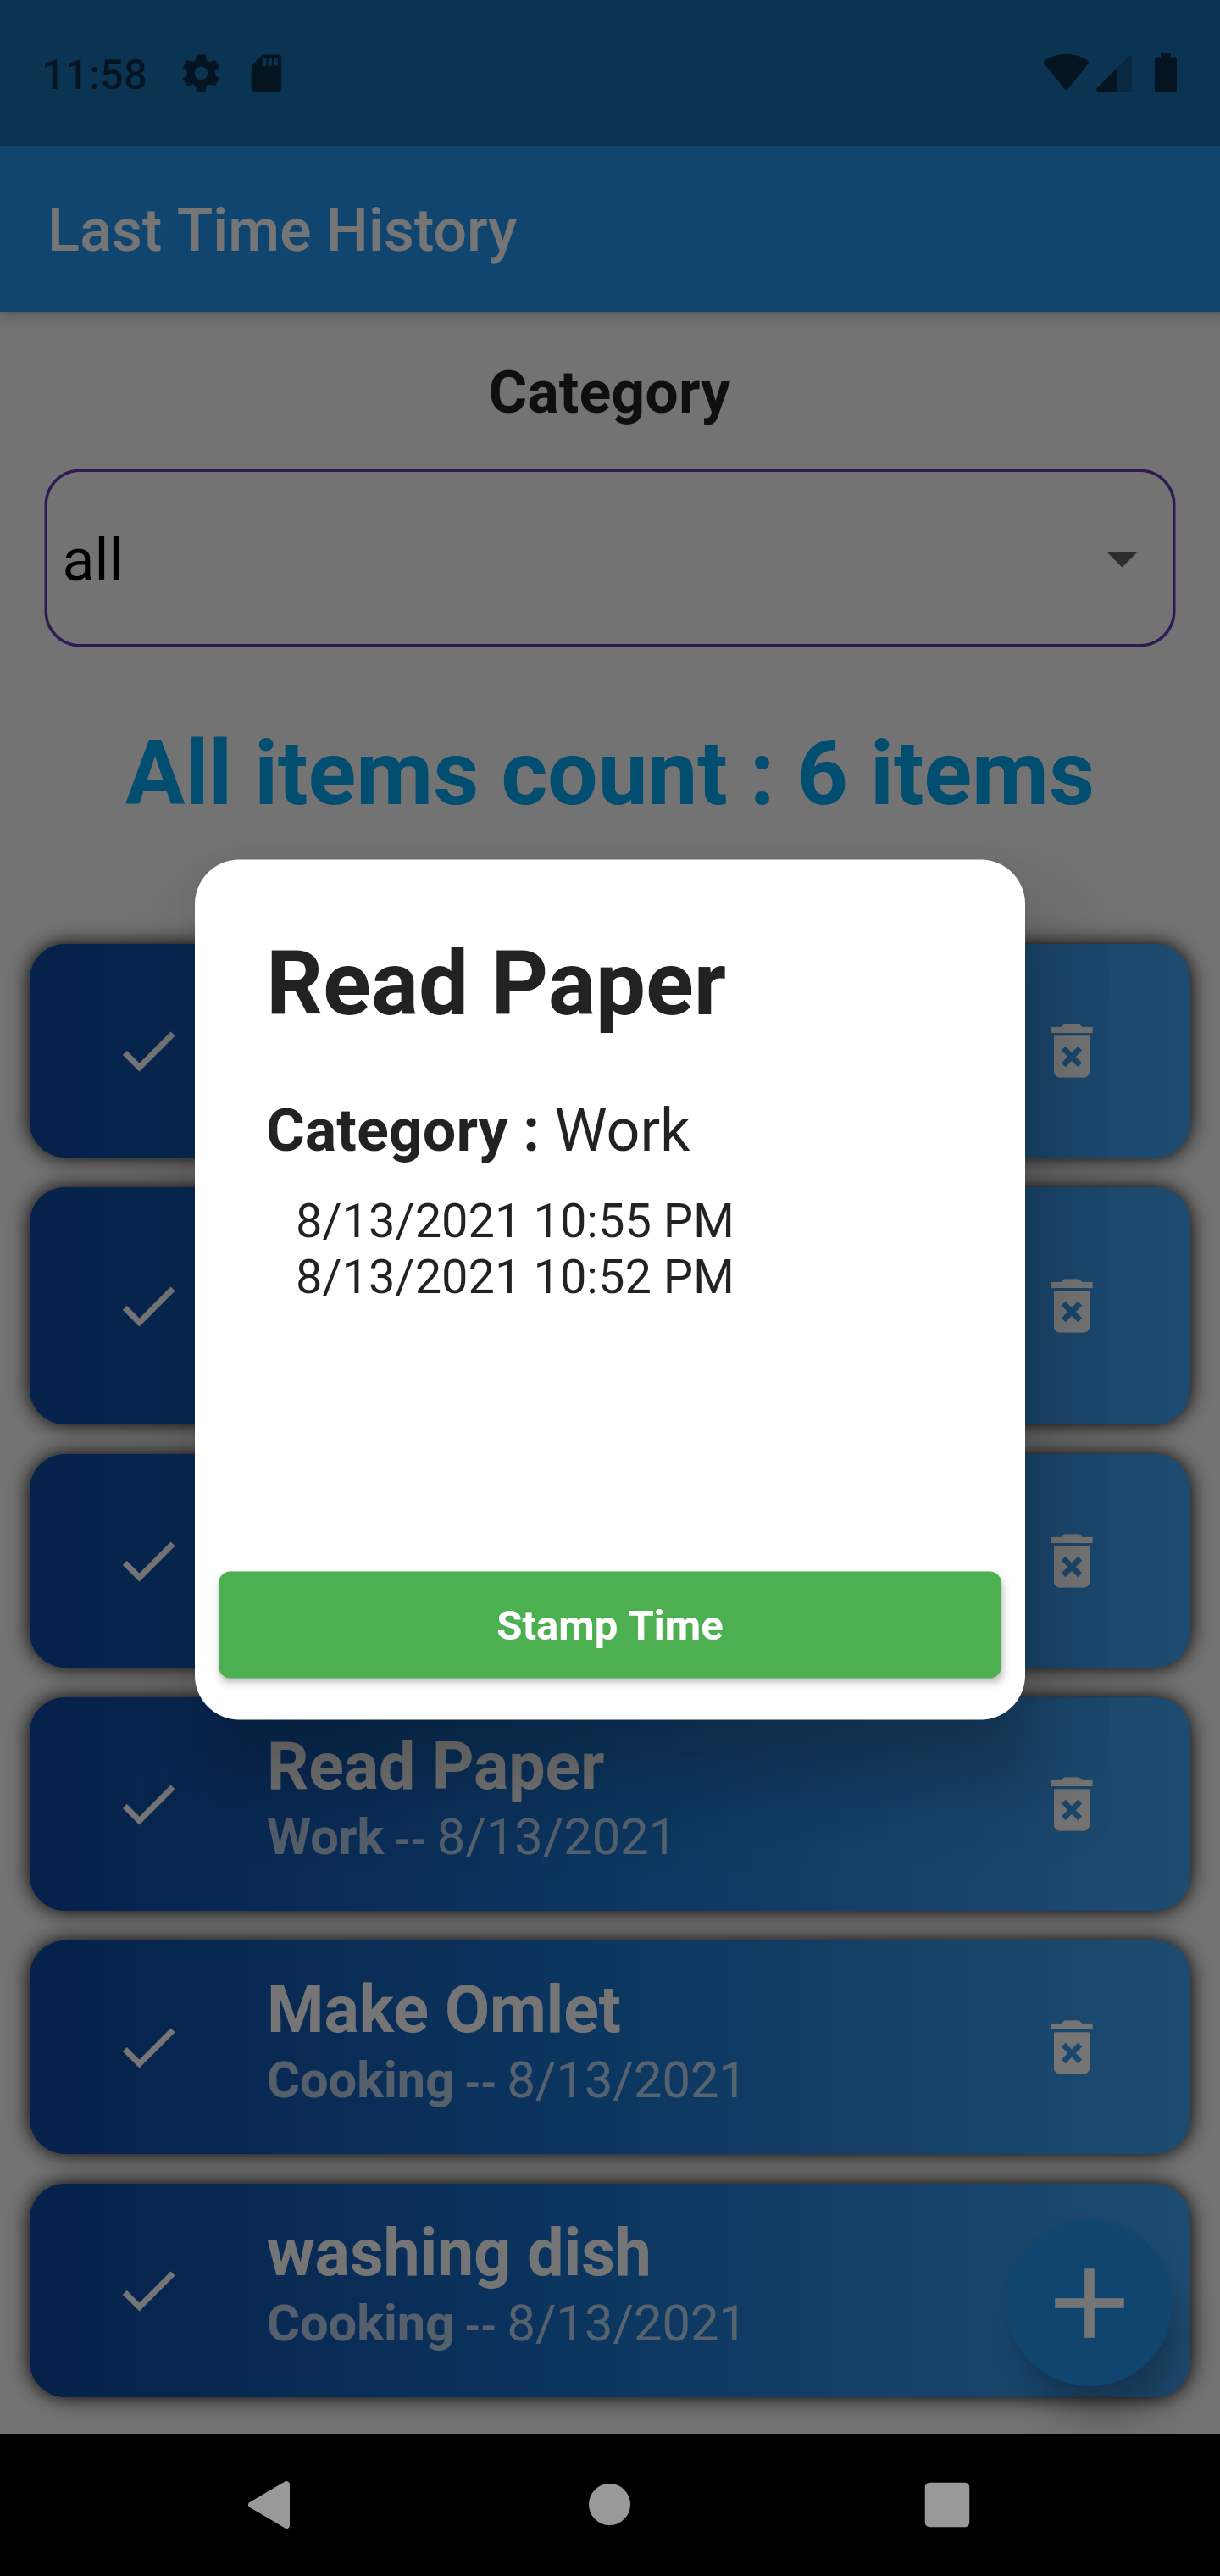 11:58
Last Time History
Category
all
All items count : 6 items
Read Paper
Category : Work
8/13/2021 10:55 PM
8/13/2021 10:52 PM
Stamp Time
Read Paper
Work -- 8/13/2021
Make Omlet
Cooking -- 8/13/2021
washing dish
Cooking -- 8/13/2021